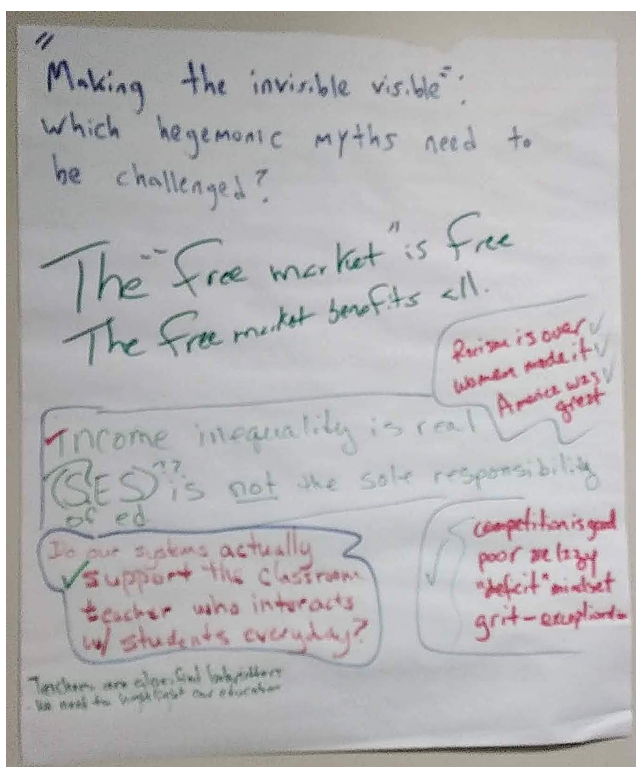 "Making the invisible visible":
Which hegemonic myths need to
be challenged?
The "free market" is free
The free market benefits all.
Racism is over ✓
women made it ✓
America was ✓
great
Income inequality is real
(SES)?? is not the sole responsibility
of ed
Do our systems actually
✓ support the classroom
teacher who interacts
w/ students everyday?
competition is good
poor are lazy
"deficit" mindset
grit -
Teachers are glorified babysitters
- We need to our education